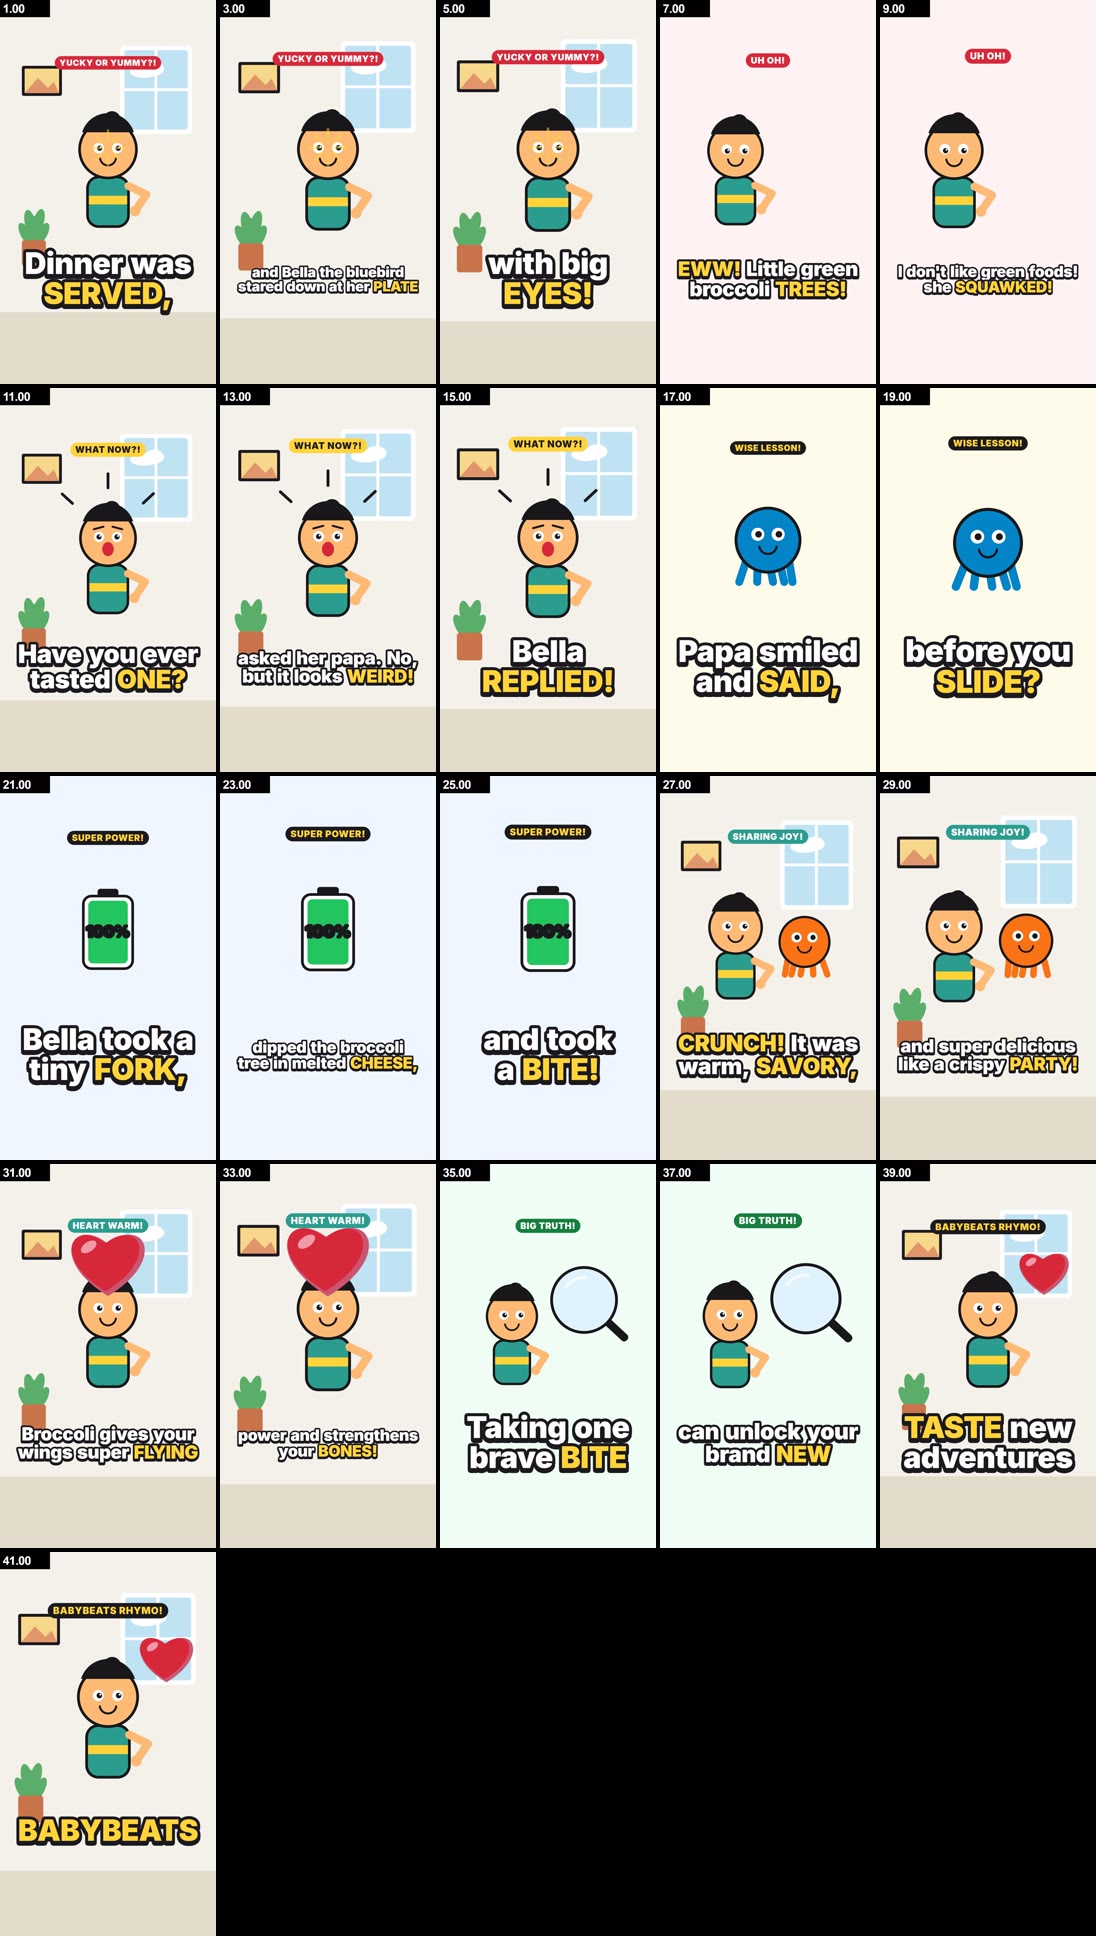 1.00
YUCKY OR YUMMY?!
Dinner was
SERVED,
3.00
YUCKY OR YUMMY?!
and Bella the bluebird
stared down at her PLATE
5.00
YUCKY OR YUMMY?!
with big
EYES!
7.00
UH OH!
EWW! Little green
broccoli TREES!
9.00
UH OH!
I don't like green foods!
she SQUAWKED!
11.00
WHAT NOW?!
Have you ever
tasted ONE?
13.00
WHAT NOW?!
asked her papa. No,
but it looks WEIRD!
15.00
WHAT NOW?!
Bella
REPLIED!
17.00
WISE LESSON!
Papa smiled
and SAID,
19.00
WISE LESSON!
before you
SLIDE?
21.00
SUPER POWER!
100%
Bella took a
tiny FORK,
23.00
SUPER POWER!
100%
dipped the broccoli
tree in melted CHEESE,
25.00
SUPER POWER!
100%
and took
a BITE!
27.00
SHARING JOY!
CRUNCH! It was
warm, SAVORY,
29.00
SHARING JOY!
and super delicious
like a crispy PARTY!
31.00
HEART WARM!
Broccoli gives your
wings super FLYING
33.00
HEART WARM!
power and strengthens
your BONES!
35.00
BIG TRUTH!
Taking one
brave BITE
37.00
BIG TRUTH!
can unlock your
brand NEW
39.00
BABYBEATS RHYMO!
TASTE new
adventures
41.00
BABYBEATS RHYMO!
BABYBEATS